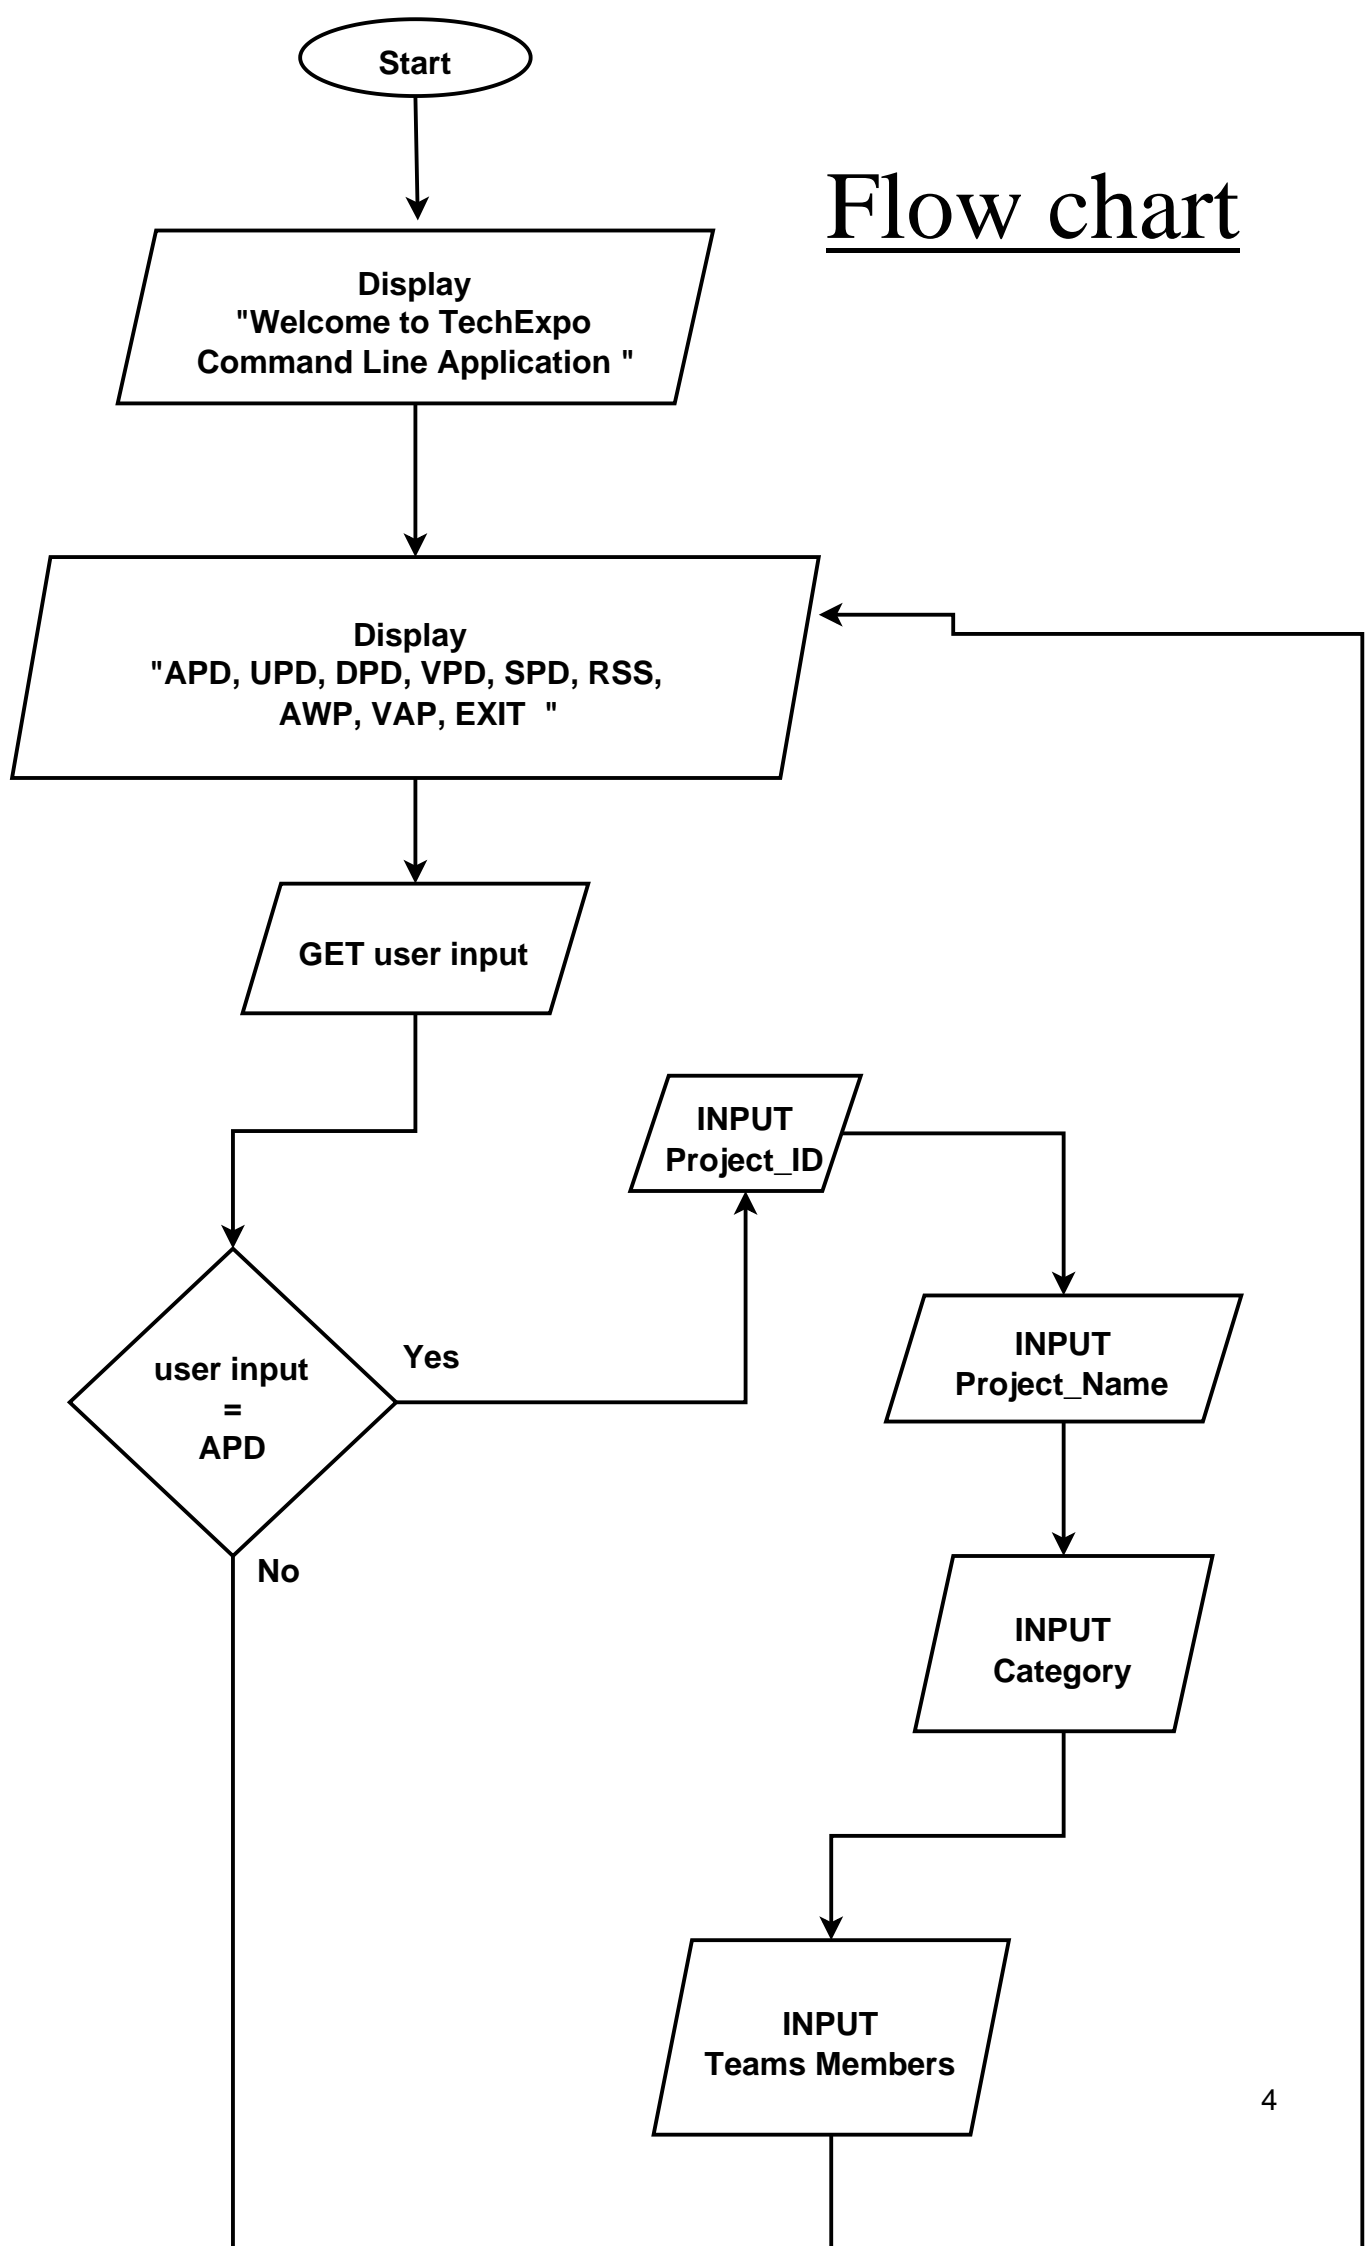 Start
Flow chart
Display
"Welcome to TechExpo
Command Line Application "
Display
"APD, UPD, DPD, VPD, SPD, RSS,
AWP, VAP, EXIT "
GET user input
INPUT
Project_ID
user input
=
APD
Yes
No
INPUT
Project_Name
INPUT
Category
INPUT
Teams Members
4